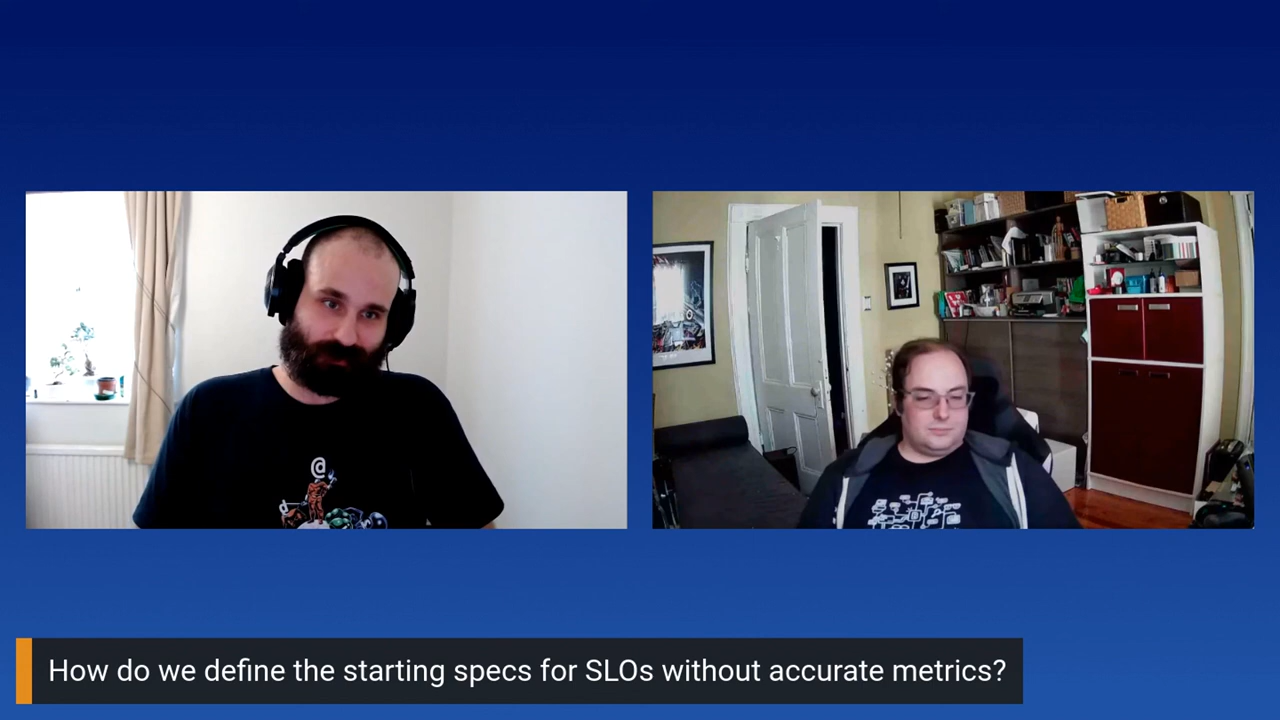 @
d
How do we define the starting specs for SLOs without accurate metrics?